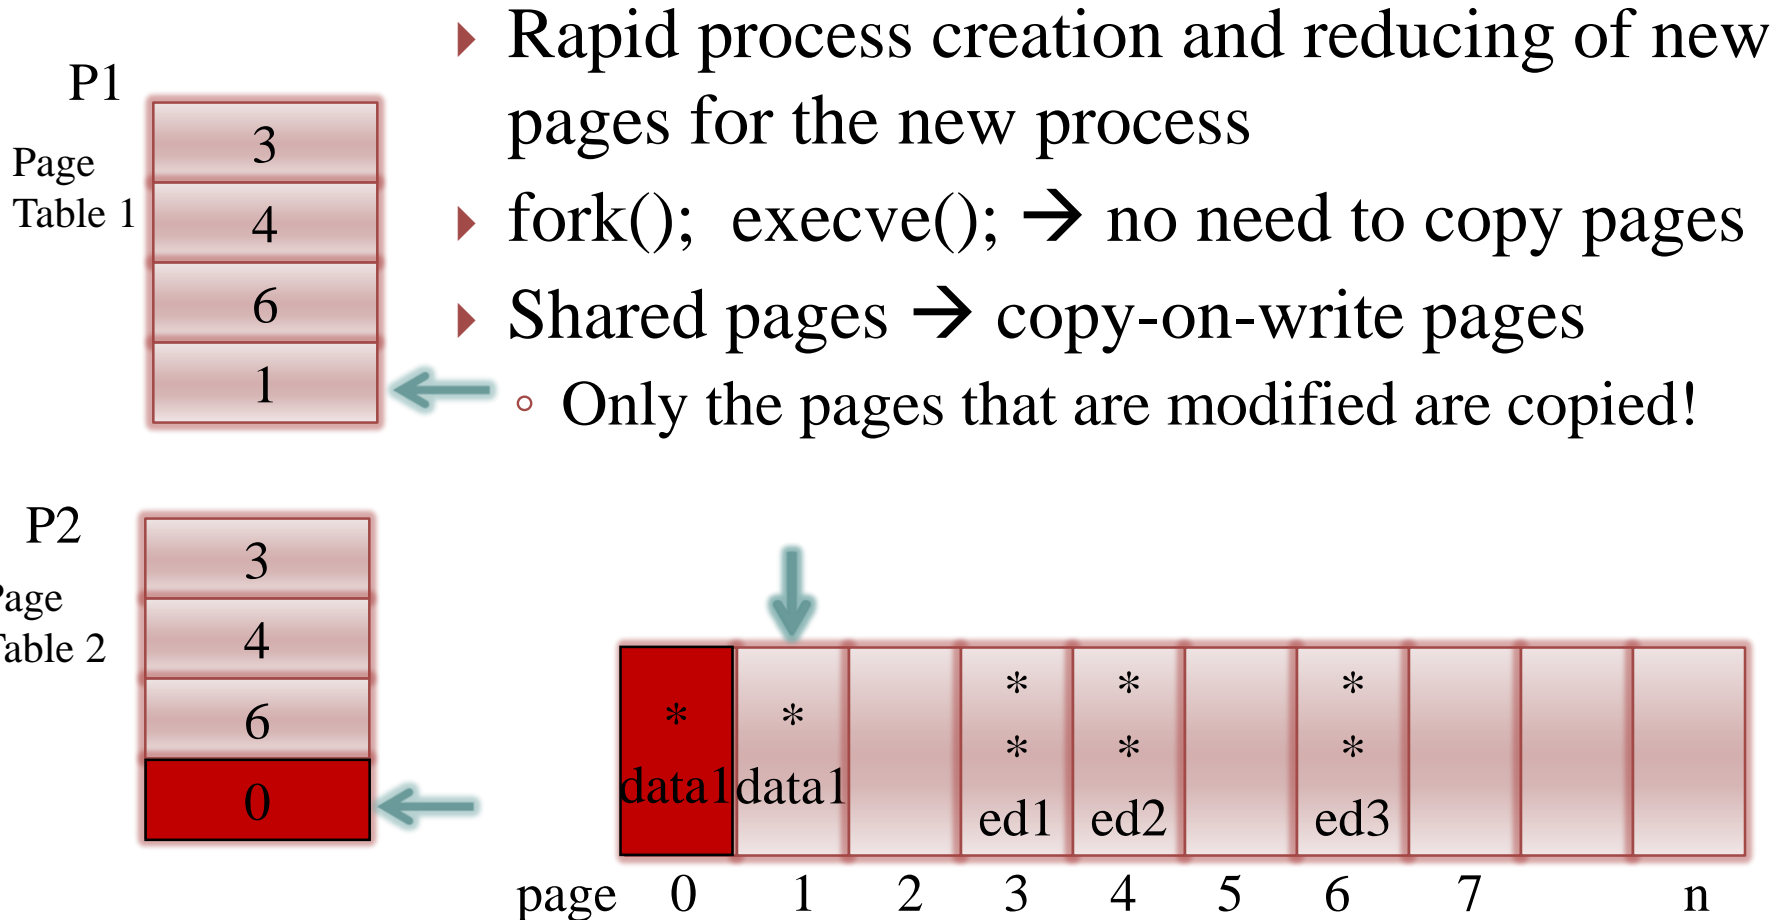 Rapid process creation and reducing of new
pages for the new process
fork(); execve(); → no need to copy pages
Shared pages → copy-on-write pages
Only the pages that are modified are copied!
P1
Page
Table 1
3
4
6
1
P2
Page
Table 2
3
4
6
0
* * * * *
* * *
data1 data1 ed1 ed2 ed3
page 0 1 2 3 4 5 6 7 n